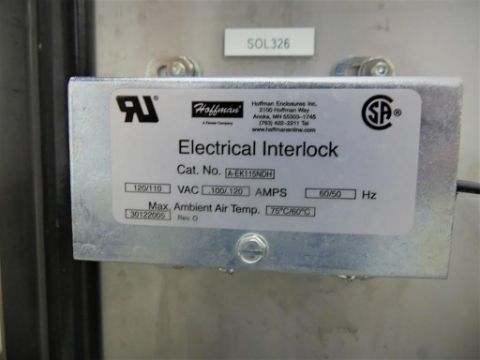 SOL326
Hoffman
A Pentair Company
Hoffman Enclosures Inc.
2100 Hoffman Way
Anoka, MN 55303-1745
(763) 422-2211 Tel
www.hoffmanonline.com
Electrical Interlock
Cat. No. A-EK115NDH
120/110 VAC .100/.120 AMPS 60/50 Hz
Max. Ambient Air Temp. 75°C/60°C
30122005 Rev O